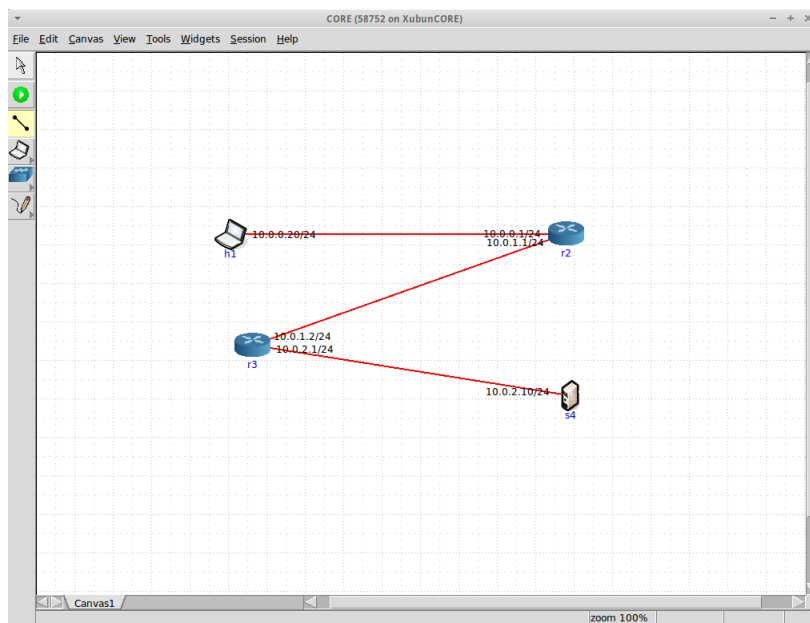 CORE (58752 on XubunCORE)
File Edit Canvas View Tools Widgets Session Help
10.0.0.20/24
10.0.0.1/24
10.0.1.1/24
h1
r2
10.0.1.2/24
10.0.2.1/24
r3
10.0.2.10/24
s4
Canvas1
zoom 100%